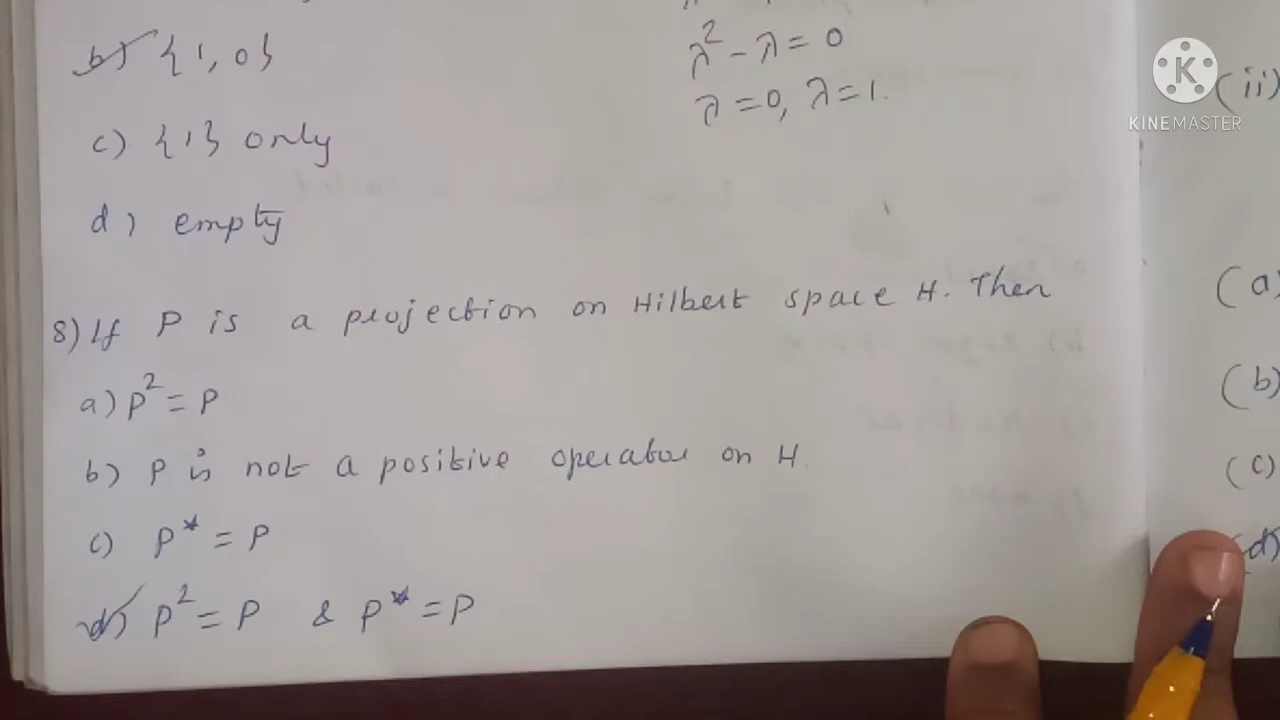 b) {1, 0}
c) {1} only
d) empty
λ² - λ = 0
λ = 0, λ = 1.
8) If P is a projection on Hilbert space H. Then
a) P² = P
b) P is not a positive operator on H.
c) P* = P
d) P² = P & P* = P
(ii)
(a)
(b)
(c)
(d)
K
KINEMASTER